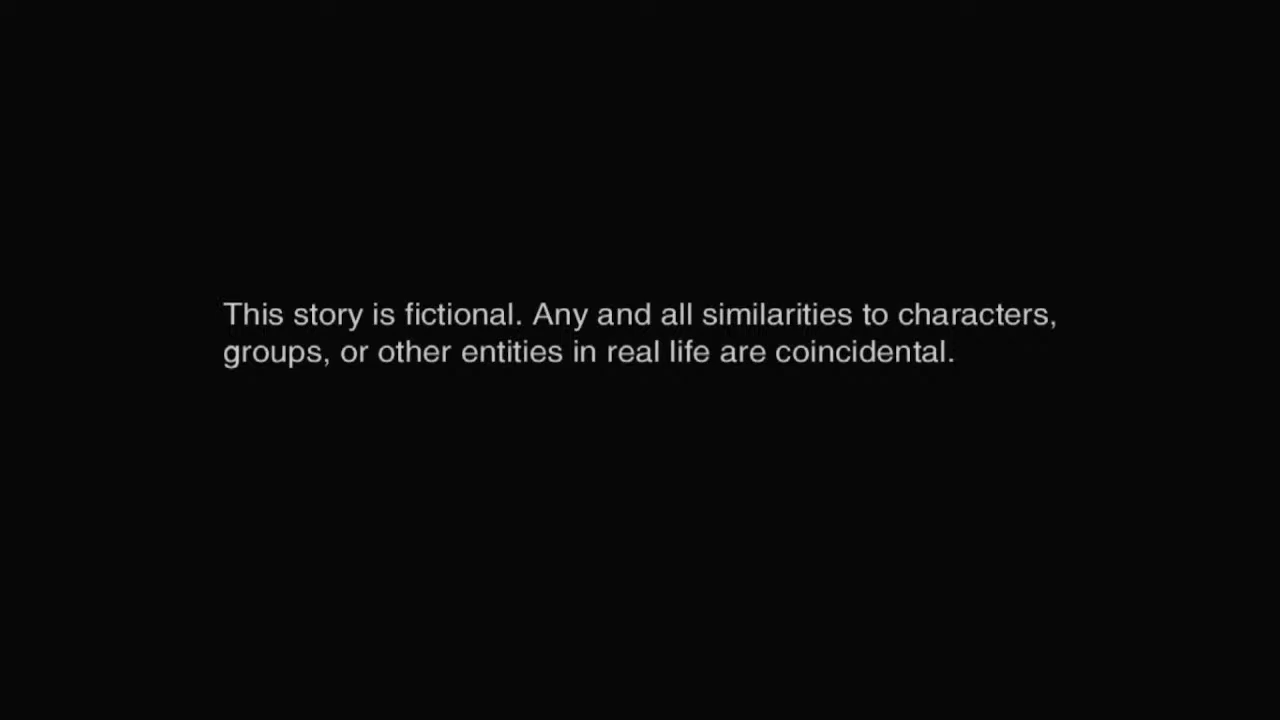 This story is fictional. Any and all similarities to characters,
groups, or other entities in real life are coincidental.